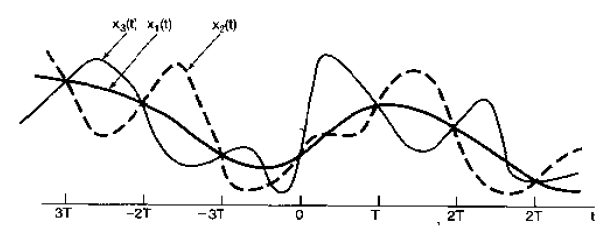 x₃(t) x₁(t) x₂(t)
3T -2T -3T 0 T , 2T 2T t